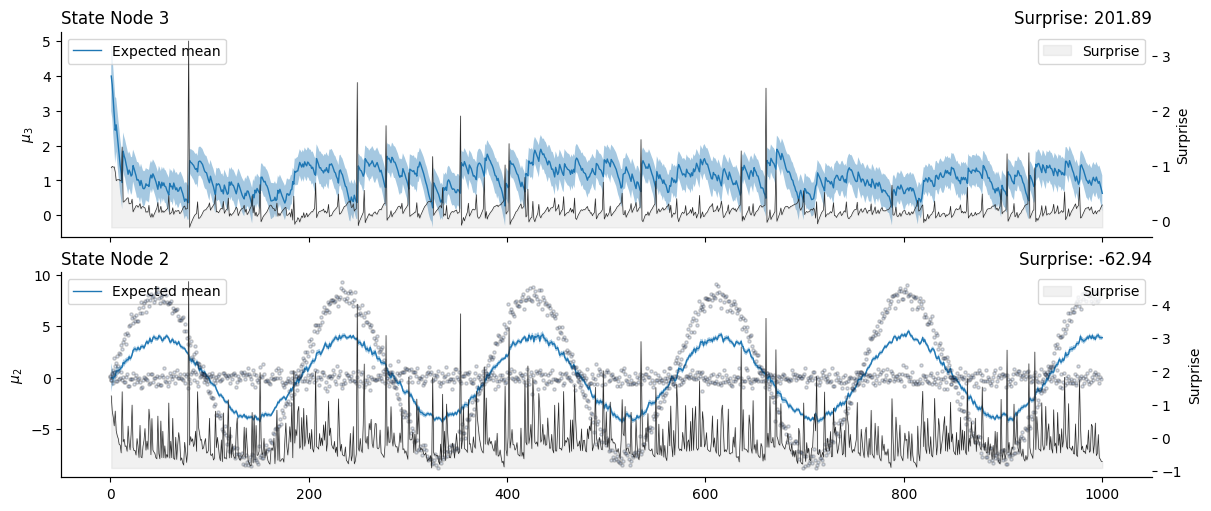 State Node 3
Surprise: 201.89
Expected mean
Surprise
5
4
3
2
1
0
μ3
3
2
1
0
Surprise
State Node 2
Surprise: -62.94
Expected mean
Surprise
10
5
0
−5
μ2
4
3
2
1
0
−1
Surprise
0
200
400
600
800
1000